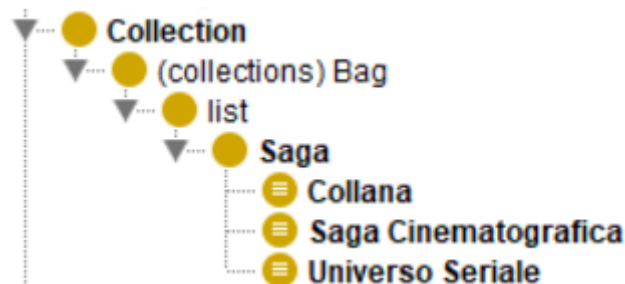 Collection
(collections) Bag
list
Saga
Collana
Saga Cinematografica
Universo Seriale